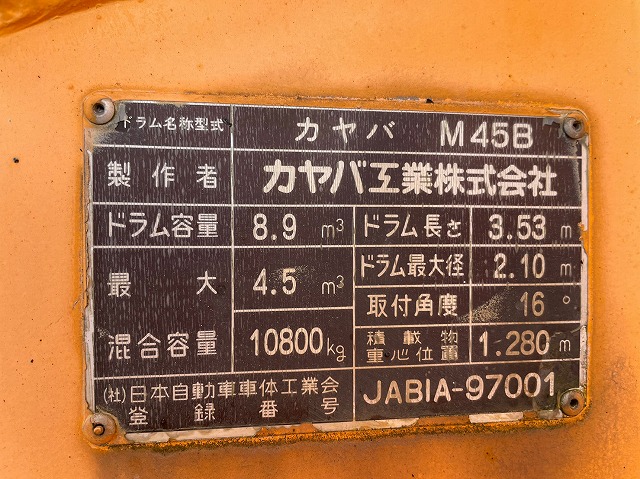 ドラム名称型式 カヤバ M45B
製作者 カヤバ工業株式会社
ドラム容量 8.9 m³ ドラム長さ 3.53 m
最大 4.5 m³ ドラム最大径 2.10 m
取付角度 16°
混合容量 10800kg 積載物重心位置 1.280 m
(社)日本自動車車体工業会
登録番号 JABIA-97001